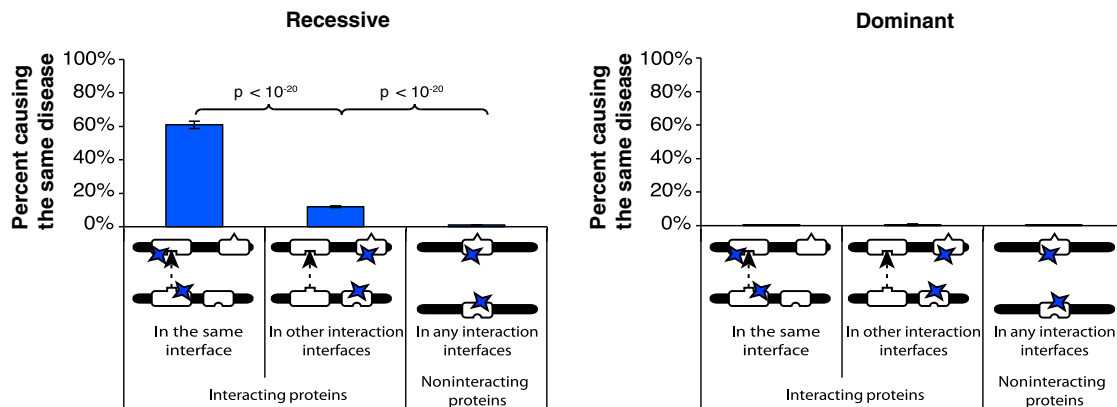 Recessive
Percent causing
the same disease
100%
80%
60%
40%
20%
0%
p < 10-20
p < 10-20
In the same
interface
In other interaction
interfaces
In any interaction
interfaces
Interacting proteins
Noninteracting
proteins
Dominant
Percent causing
the same disease
100%
80%
60%
40%
20%
0%
In the same
interface
In other interaction
interfaces
In any interaction
interfaces
Interacting proteins
Noninteracting
proteins